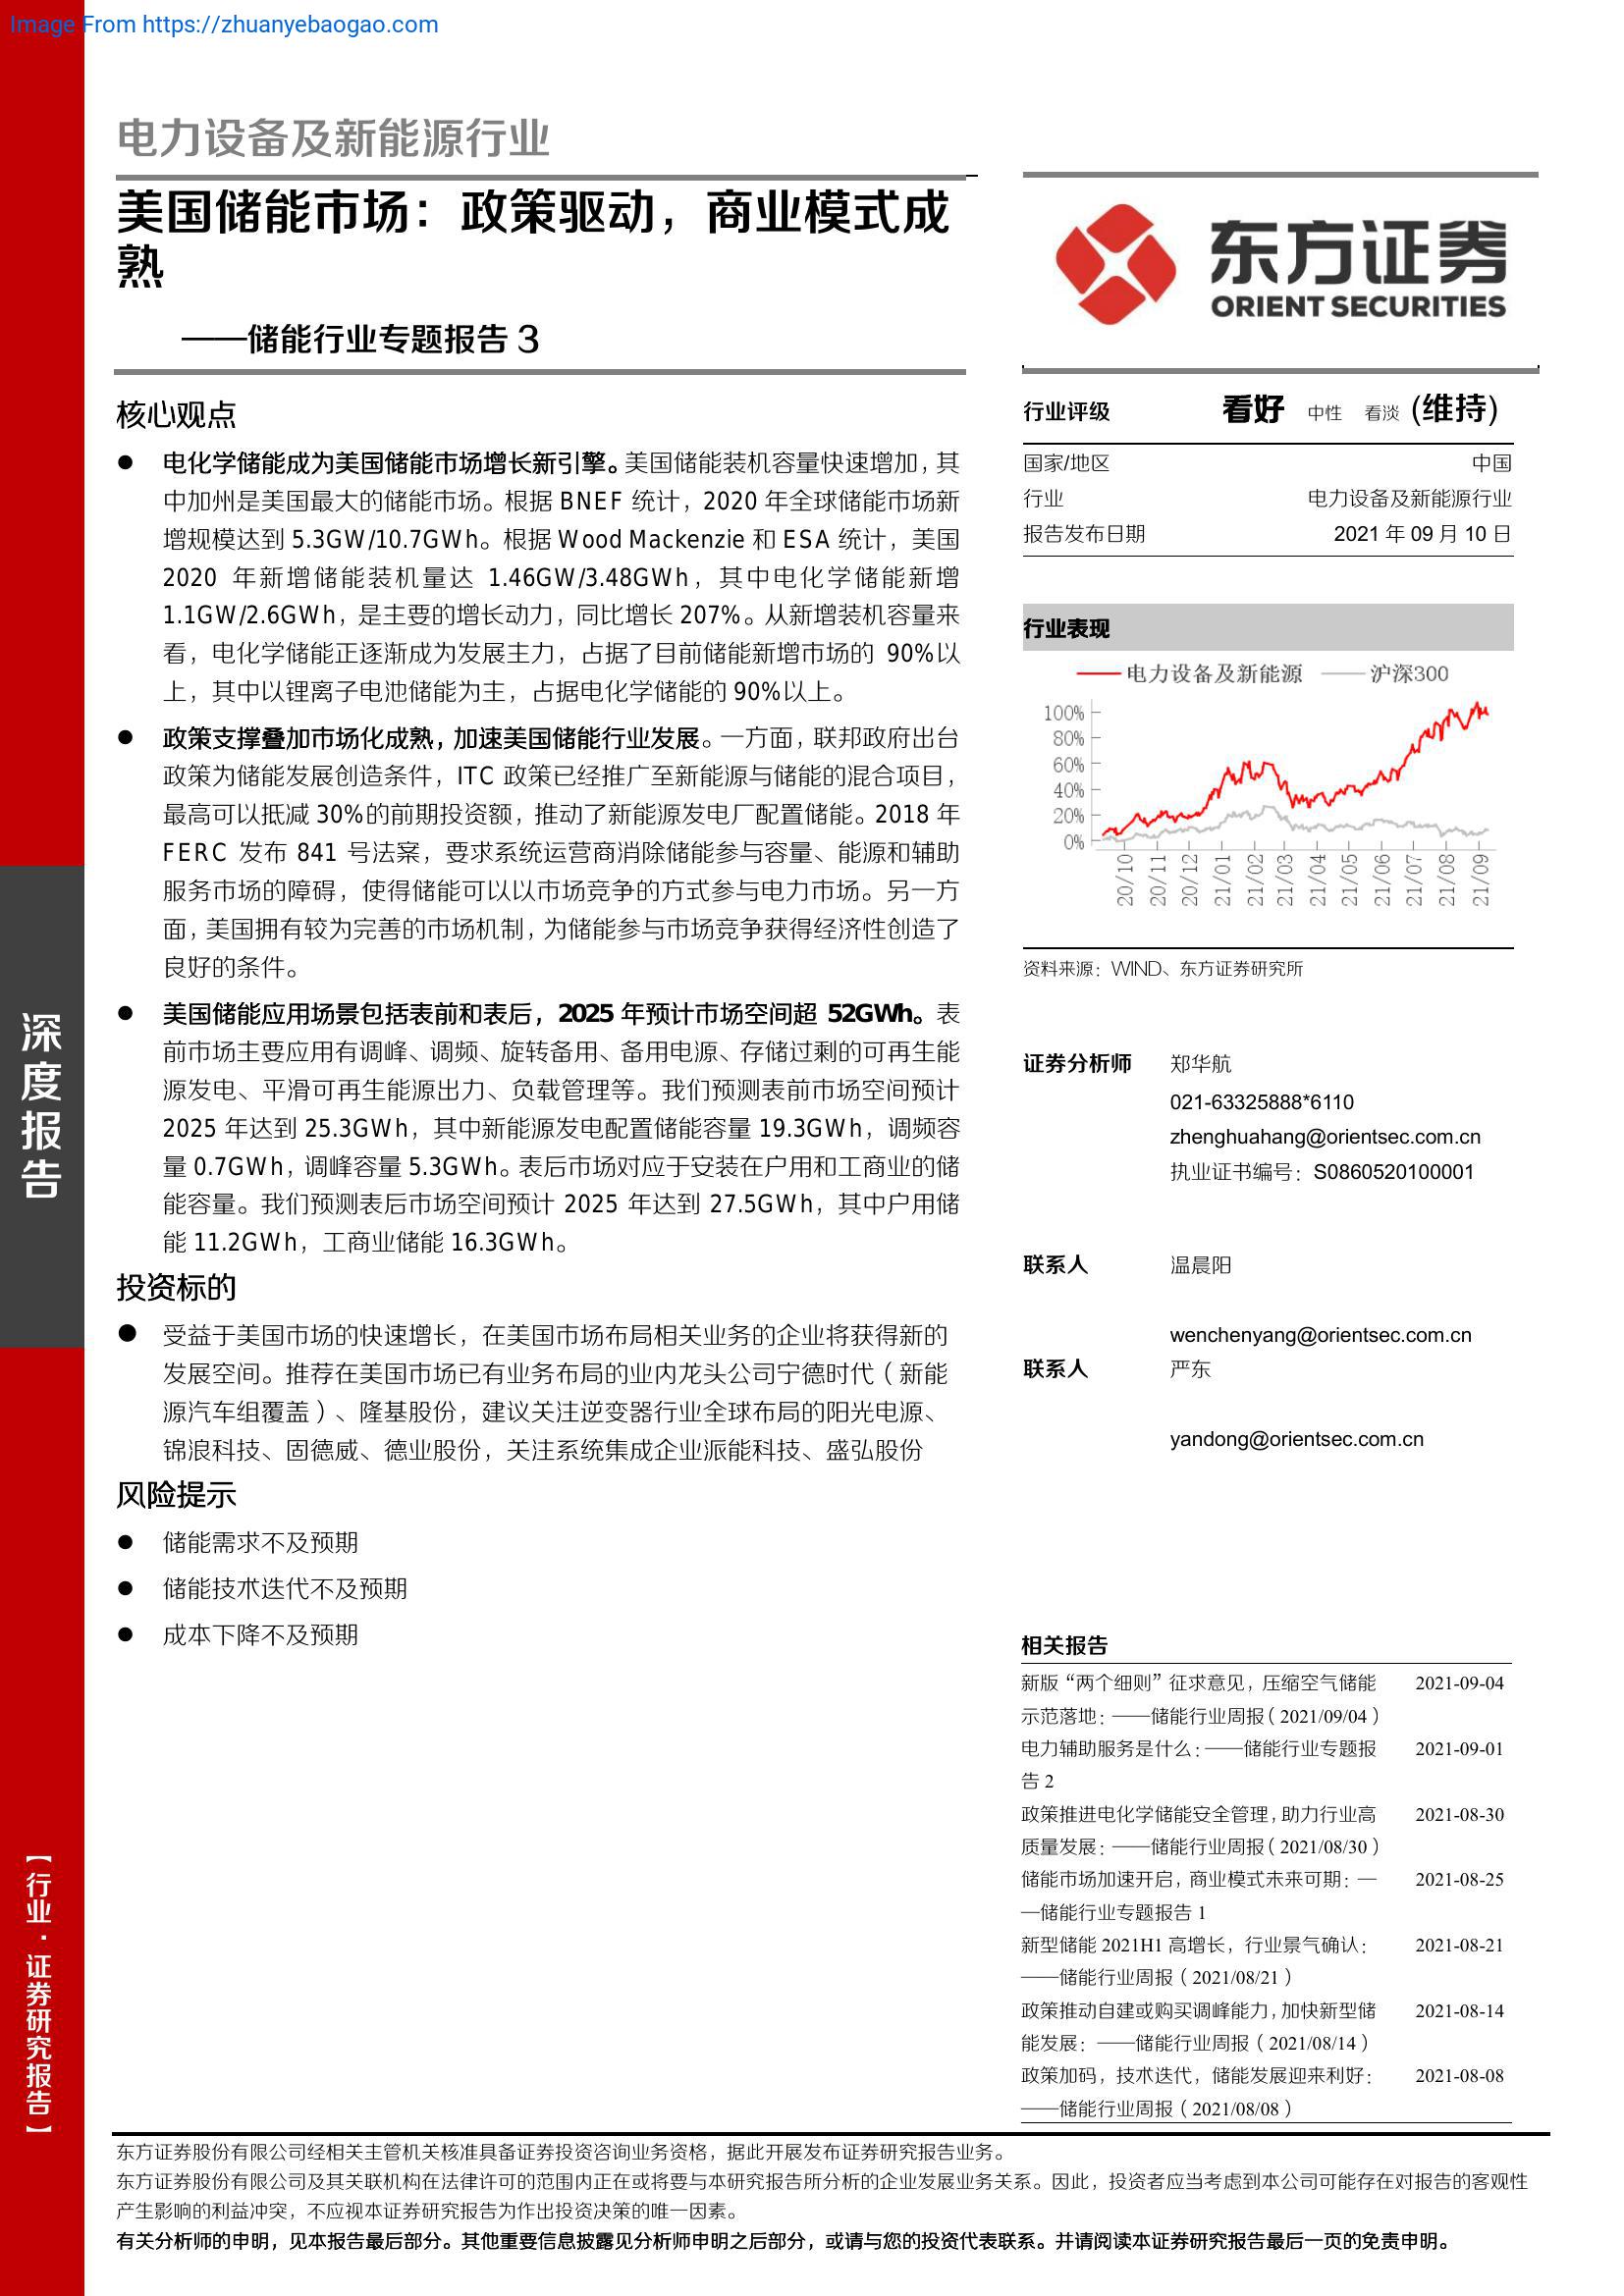 Image From https://zhuanyebaogao.com
电力设备及新能源行业
美国储能市场：政策驱动，商业模式成
熟
——储能行业专题报告 3
核心观点
● 电化学储能成为美国储能市场增长新引擎。美国储能装机容量快速增加，其
中加州是美国最大的储能市场。根据 BNEF 统计，2020 年全球储能市场新
增规模达到 5.3GW/10.7GWh。根据 Wood Mackenzie 和 ESA 统计，美国
2020 年新增储能装机量达 1.46GW/3.48GWh，其中电化学储能新增
1.1GW/2.6GWh，是主要的增长动力，同比增长 207%。从新增装机容量来
看，电化学储能正逐渐成为发展主力，占据了目前储能新增市场的 90%以
上，其中以锂离子电池储能为主，占据电化学储能的 90%以上。
● 政策支撑叠加市场化成熟，加速美国储能行业发展。一方面，联邦政府出台
政策为储能发展创造条件，ITC 政策已经推广至新能源与储能的混合项目，
最高可以抵减 30%的前期投资额，推动了新能源发电厂配置储能。2018 年
FERC 发布 841 号法案，要求系统运营商消除储能参与容量、能源和辅助
服务市场的障碍，使得储能可以以市场竞争的方式参与电力市场。另一方
面，美国拥有较为完善的市场机制，为储能参与市场竞争获得经济性创造了
良好的条件。
● 美国储能应用场景包括表前和表后，2025 年预计市场空间超 52GWh。表
前市场主要应用有调峰、调频、旋转备用、备用电源、存储过剩的可再生能
源发电、平滑可再生能源出力、负载管理等。我们预测表前市场空间预计
2025 年达到 25.3GWh，其中新能源发电配置储能容量 19.3GWh，调频容
量 0.7GWh，调峰容量 5.3GWh。表后市场对应于安装在户用和工商业的储
能容量。我们预测表后市场空间预计 2025 年达到 27.5GWh，其中户用储
能 11.2GWh，工商业储能 16.3GWh。
投资标的
● 受益于美国市场的快速增长，在美国市场布局相关业务的企业将获得新的
发展空间。推荐在美国市场已有业务布局的业内龙头公司宁德时代（新能
源汽车组覆盖）、隆基股份，建议关注逆变器行业全球布局的阳光电源、
锦浪科技、固德威、德业股份，关注系统集成企业派能科技、盛弘股份
风险提示
● 储能需求不及预期
● 储能技术迭代不及预期
● 成本下降不及预期
东方证券
ORIENT SECURITIES
行业评级 看好 中性 看淡 (维持)
国家/地区 中国
行业 电力设备及新能源行业
报告发布日期 2021 年 09 月 10 日
行业表现
电力设备及新能源 沪深300
100%
80%
60%
40%
20%
0%
20/10 20/11 20/12 21/01 21/02 21/03 21/04 21/05 21/06 21/07 21/08 21/09
资料来源：WIND、东方证券研究所
证券分析师 郑华航
021-63325888*6110
zhenghuahang@orientsec.com.cn
执业证书编号：S0860520100001
联系人 温晨阳
wenchenyang@orientsec.com.cn
联系人 严东
yandong@orientsec.com.cn
相关报告
新版“两个细则”征求意见，压缩空气储能 2021-09-04
示范落地：——储能行业周报（2021/09/04）
电力辅助服务是什么：——储能行业专题报 2021-09-01
告 2
政策推进电化学储能安全管理，助力行业高 2021-08-30
质量发展：——储能行业周报（2021/08/30）
储能市场加速开启，商业模式未来可期：— 2021-08-25
—储能行业专题报告 1
新型储能 2021H1 高增长，行业景气确认： 2021-08-21
——储能行业周报（2021/08/21）
政策推动自建或购买调峰能力，加快新型储 2021-08-14
能发展：——储能行业周报（2021/08/14）
政策加码，技术迭代，储能发展迎来利好： 2021-08-08
——储能行业周报（2021/08/08）
深度报告
【行业·证券研究报告】
东方证券股份有限公司经相关主管机关核准具备证券投资咨询业务资格，据此开展发布证券研究报告业务。
东方证券股份有限公司及其关联机构在法律许可的范围内正在或将要与本研究报告所分析的企业发展业务关系。因此，投资者应当考虑到本公司可能存在对报告的客观性
产生影响的利益冲突，不应视本证券研究报告为作出投资决策的唯一因素。
有关分析师的申明，见本报告最后部分。其他重要信息披露见分析师申明之后部分，或请与您的投资代表联系。并请阅读本证券研究报告最后一页的免责申明。